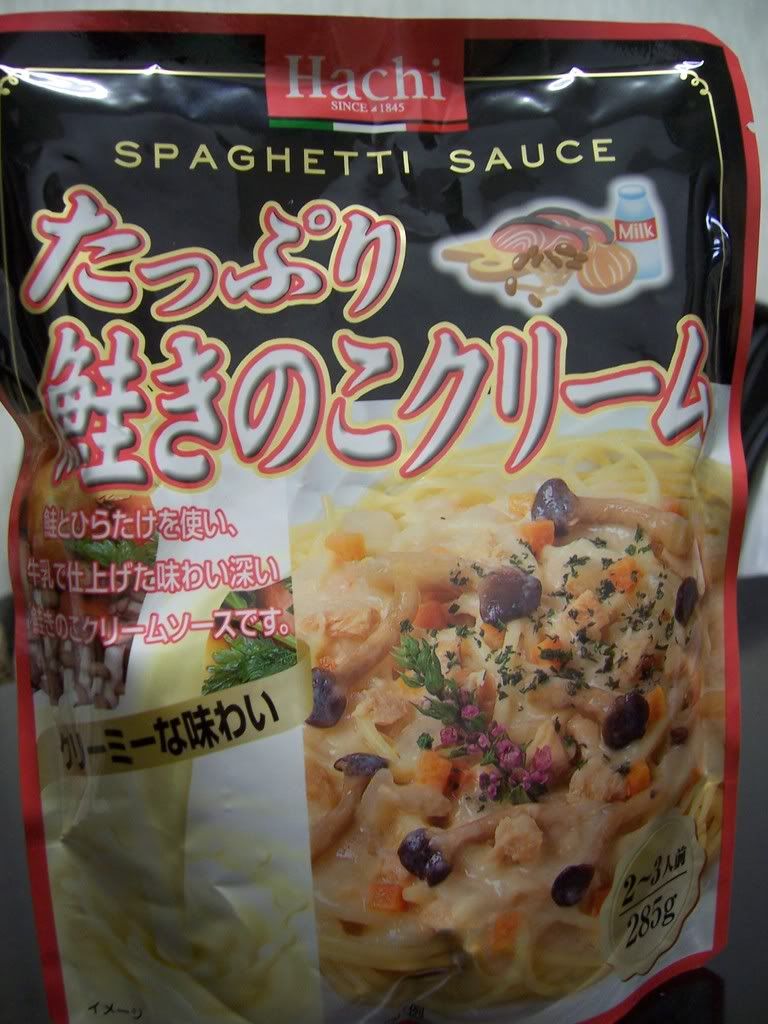 Hachi
SINCE 1845
SPAGHETTI SAUCE
たっぷり
Milk
鮭きのこクリーム
鮭とひらたけを使い、
牛乳で仕上げた味わい深い
鮭きのこクリームソースです。
クリーミーな味わい
2～3人前
285g
イメージ
例